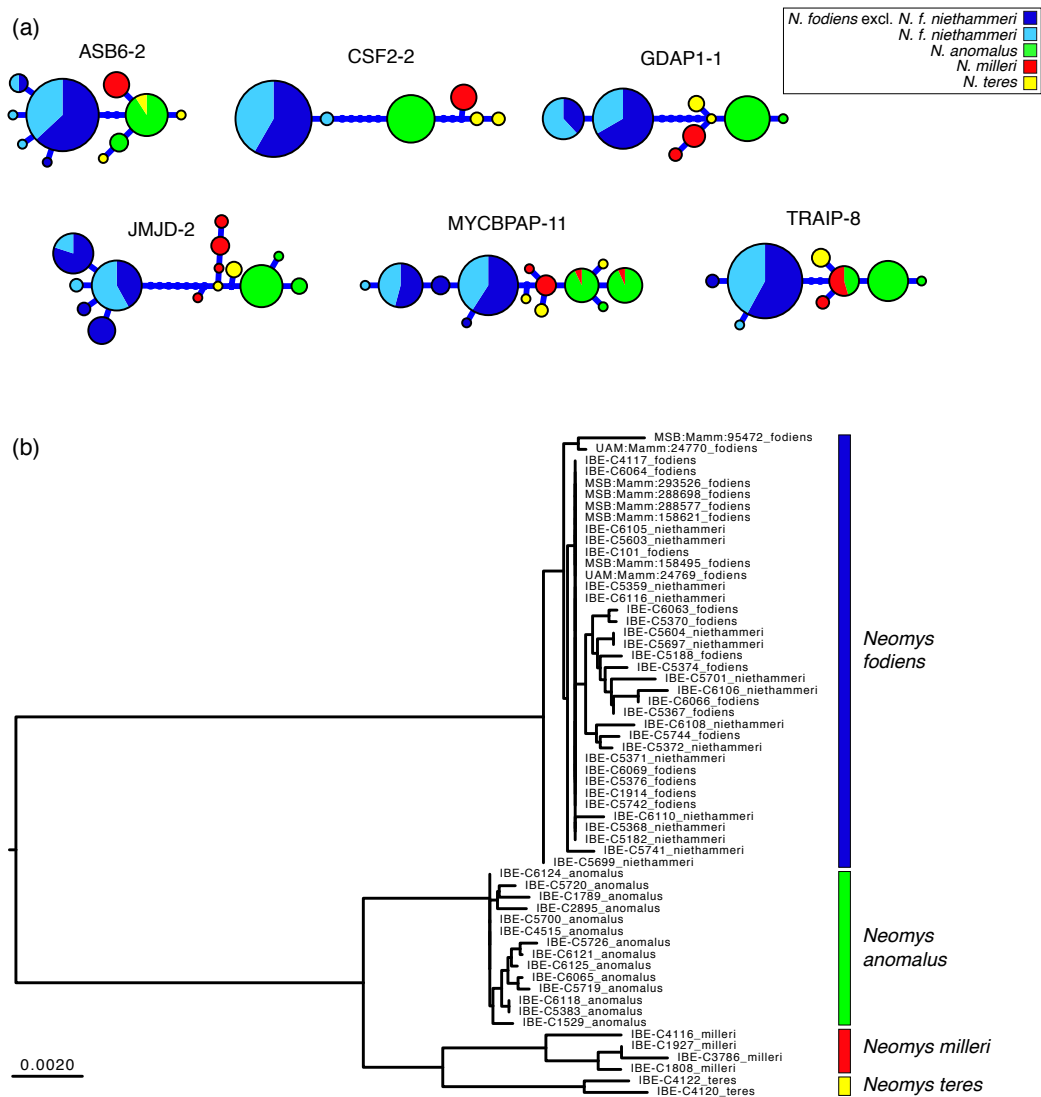 (a)
N. fodiens excl. N. f. niethammeri
N. f. niethammeri
N. anomalus
N. milleri
N. teres
ASB6-2
CSF2-2
GDAP1-1
JMJD-2
MYCBPAP-11
TRAIP-8
(b)
MSB:Mamm:95472_fodiens
UAM:Mamm:24770_fodiens
IBE-C4117_fodiens
IBE-C6064_fodiens
MSB:Mamm:293526_fodiens
MSB:Mamm:288698_fodiens
MSB:Mamm:288577_fodiens
MSB:Mamm:158621_fodiens
IBE-C6105_niethammeri
IBE-C5603_niethammeri
IBE-C101_fodiens
MSB:Mamm:158495_fodiens
UAM:Mamm:24769_fodiens
IBE-C5359_niethammeri
IBE-C6116_niethammeri
IBE-C6063_fodiens
IBE-C5370_fodiens
IBE-C5604_niethammeri
IBE-C5697_niethammeri
IBE-C5188_fodiens
IBE-C5374_fodiens
IBE-C5701_niethammeri
IBE-C6106_niethammeri
IBE-C6066_fodiens
IBE-C5367_fodiens
IBE-C6108_niethammeri
IBE-C5744_fodiens
IBE-C5372_niethammeri
IBE-C5371_niethammeri
IBE-C6069_fodiens
IBE-C5376_fodiens
IBE-C1914_fodiens
IBE-C5742_fodiens
IBE-C6110_niethammeri
IBE-C5368_niethammeri
IBE-C5182_niethammeri
IBE-C5741_niethammeri
IBE-C5699_niethammeri
Neomys
fodiens
IBE-C6124_anomalus
IBE-C5720_anomalus
IBE-C1789_anomalus
IBE-C2895_anomalus
IBE-C5700_anomalus
IBE-C4515_anomalus
IBE-C5726_anomalus
IBE-C6121_anomalus
IBE-C6125_anomalus
IBE-C6065_anomalus
IBE-C5719_anomalus
IBE-C6118_anomalus
IBE-C5383_anomalus
IBE-C1529_anomalus
Neomys
anomalus
IBE-C4116_milleri
IBE-C1927_milleri
IBE-C3786_milleri
IBE-C1808_milleri
Neomys milleri
IBE-C4122_teres
IBE-C4120_teres
Neomys teres
0.0020